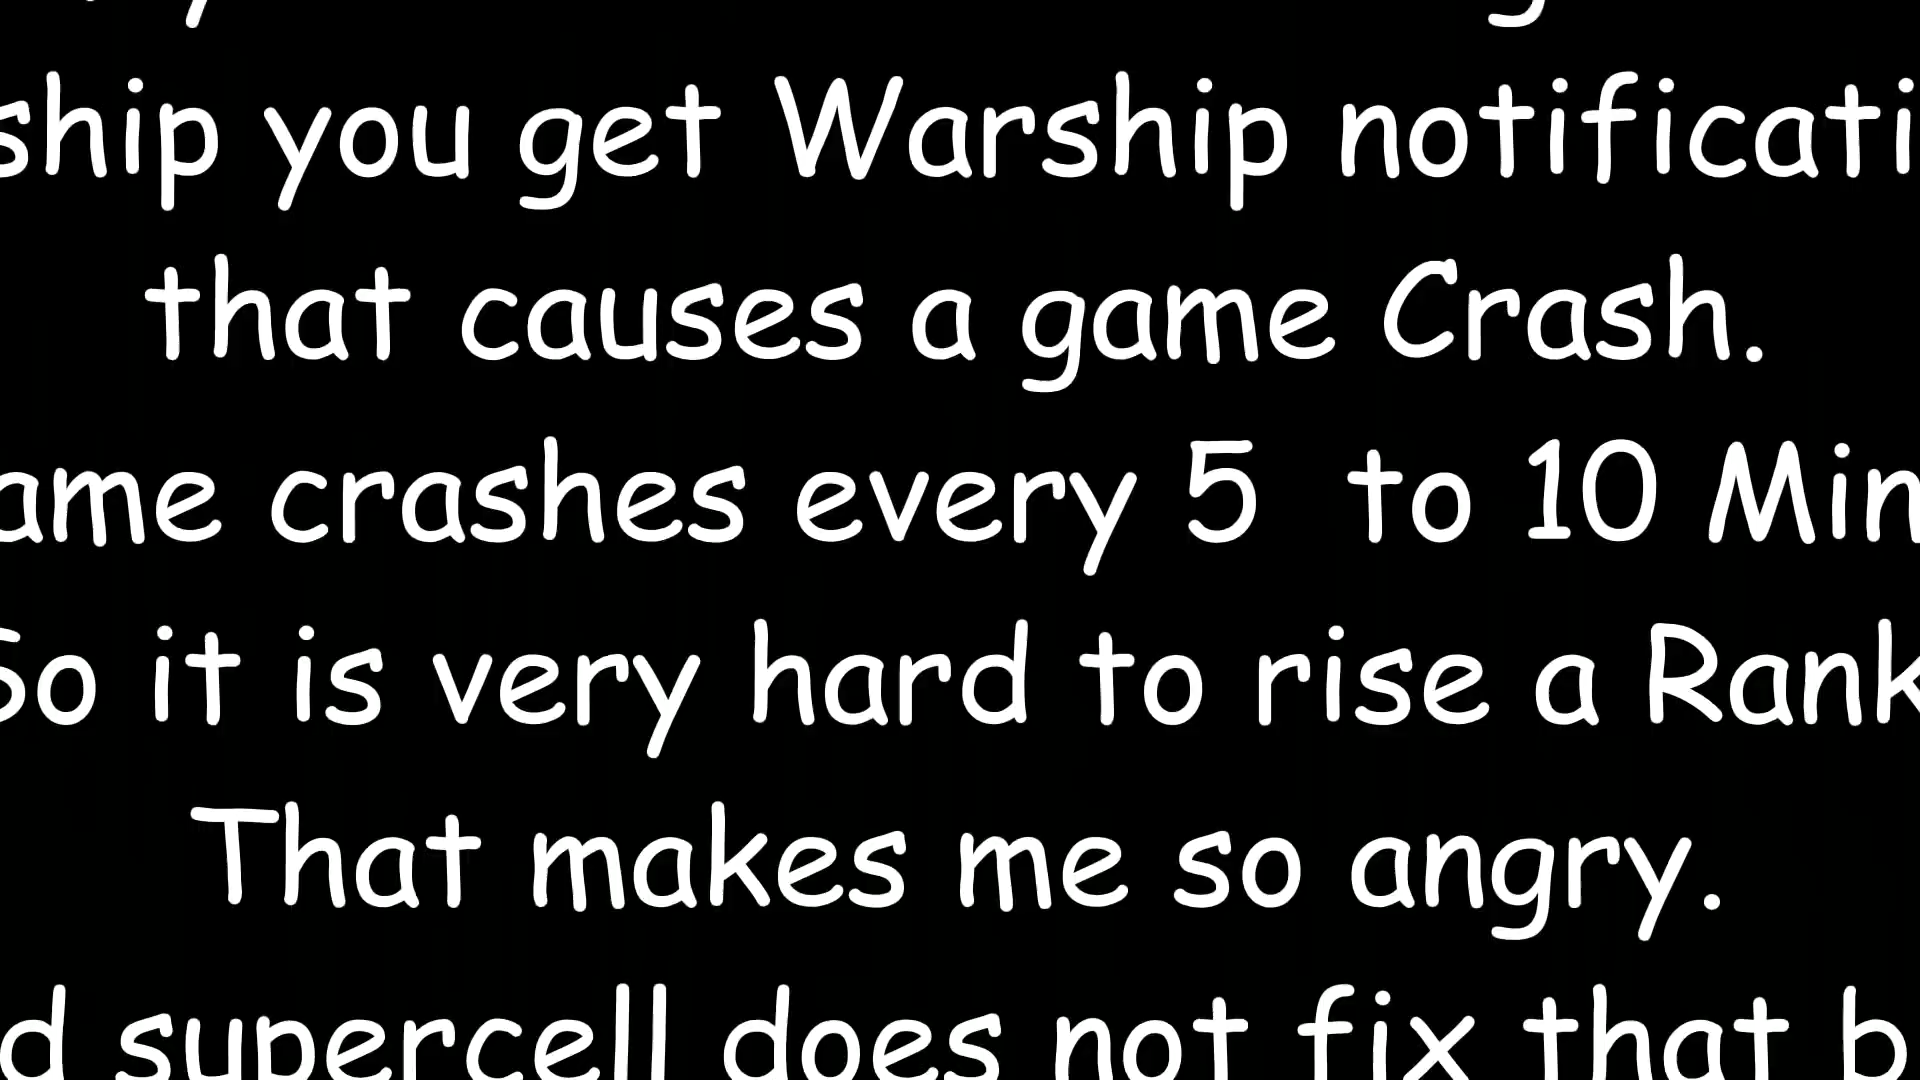 ship you get Warship notificati
that causes a game Crash.
ame crashes every 5 to 10 Min
So it is very hard to rise a Rank
That makes me so angry.
d supercell does not fix that b